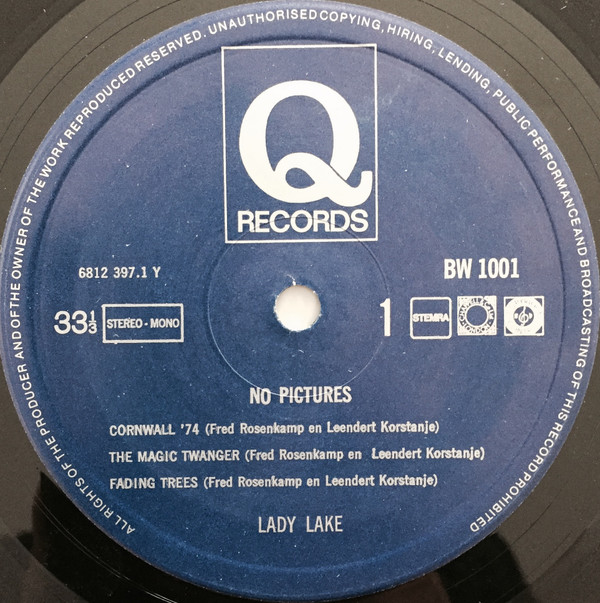 ALL RIGHTS OF THE PRODUCER AND OF THE OWNER OF THE WORK REPRODUCED RESERVED. UNAUTHORISED COPYING, HIRING, LENDING, PUBLIC PERFORMANCE AND BROADCASTING OF THIS RECORD PROHIBITED
Q
RECORDS
6812 397.1 Y
BW 1001
33⅓ STEREO - MONO
1 STEMRA
NO PICTURES
CORNWALL '74 (Fred Rosenkamp en Leendert Korstanje)
THE MAGIC TWANGER (Fred Rosenkamp en Leendert Korstanje)
FADING TREES (Fred Rosenkamp en Leendert Korstanje)
LADY LAKE